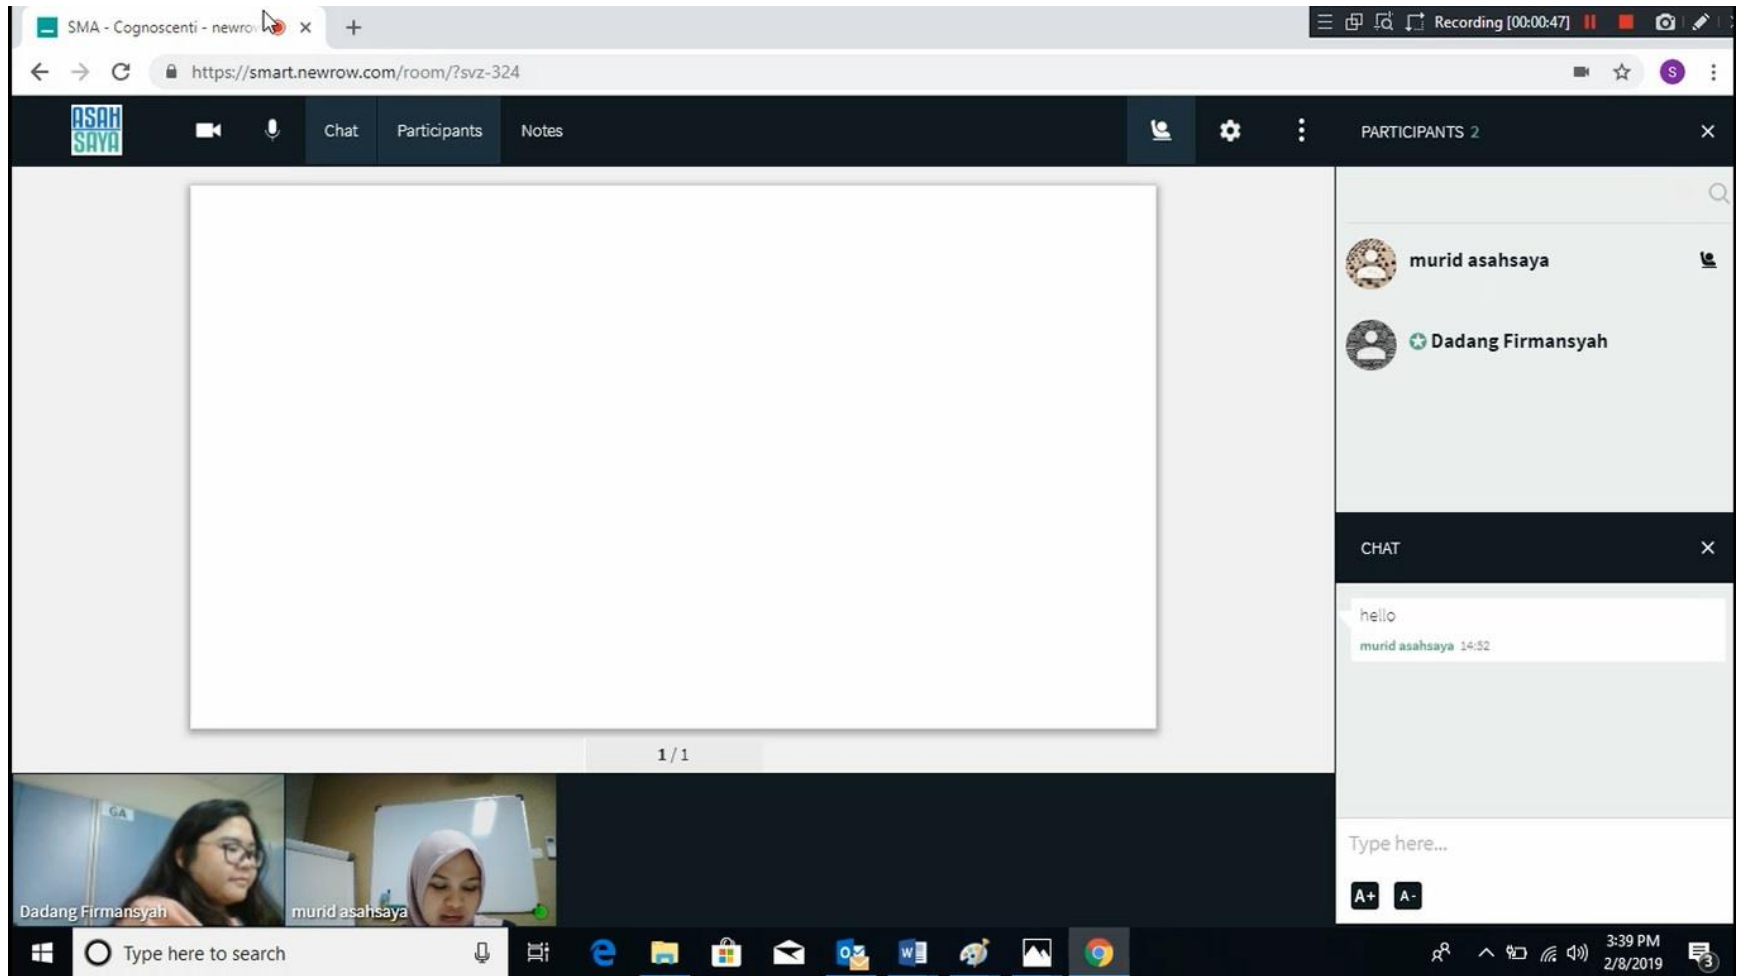 SMA - Cognoscenti - newro
Recording [00:00:47]
https://smart.newrow.com/room/?svz-324
S
ASAH
SAYA
Chat
Participants
Notes
PARTICIPANTS 2
murid asahsaya
Dadang Firmansyah
1 / 1
CHAT
hello
murid asahsaya 14:52
Type here...
A+ A-
GA
Dadang Firmansyah
murid asahsaya
Type here to search
3:39 PM
2/8/2019
3